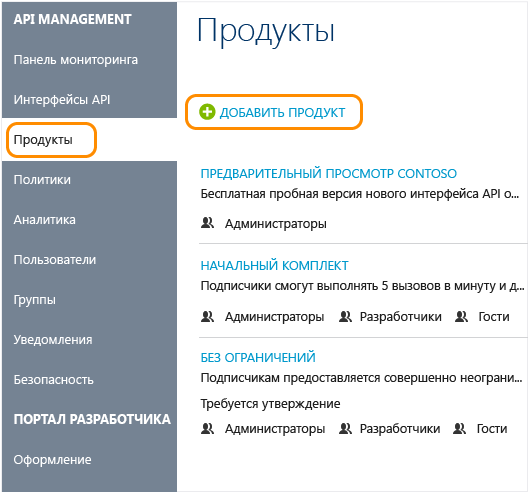 API MANAGEMENT
Панель мониторинга
Интерфейсы API
Продукты
Политики
Аналитика
Пользователи
Группы
Уведомления
Безопасность
ПОРТАЛ РАЗРАБОТЧИКА
Оформление
Продукты
ДОБАВИТЬ ПРОДУКТ
ПРЕДВАРИТЕЛЬНЫЙ ПРОСМОТР CONTOSO
Бесплатная пробная версия нового интерфейса API о...
Администраторы
НАЧАЛЬНЫЙ КОМПЛЕКТ
Подписчики смогут выполнять 5 вызовов в минуту и д...
Администраторы Разработчики Гости
БЕЗ ОГРАНИЧЕНИЙ
Подписчикам предоставляется совершенно неограни...
Требуется утверждение
Администраторы Разработчики Гости